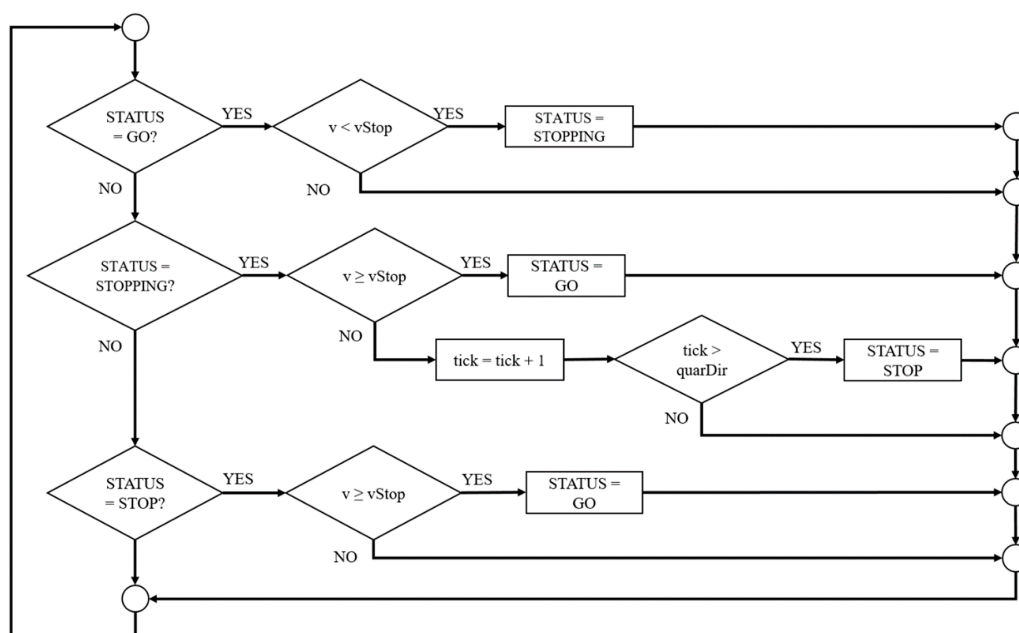 STATUS
= GO?
YES
NO
v < vStop
YES
NO
STATUS =
STOPPING
STATUS =
STOPPING?
YES
NO
v ≥ vStop
YES
NO
STATUS =
GO
tick = tick + 1
tick >
quarDir
YES
NO
STATUS =
STOP
STATUS
= STOP?
YES
v ≥ vStop
YES
NO
STATUS =
GO